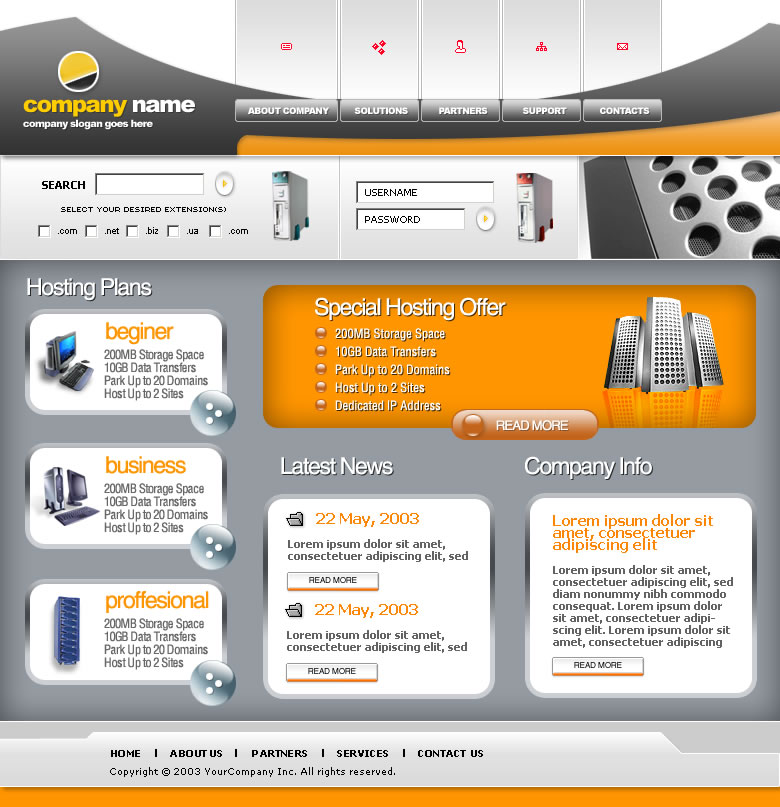 company name
company slogan goes here
ABOUT COMPANY
SOLUTIONS
PARTNERS
SUPPORT
CONTACTS
SEARCH
SELECT YOUR DESIRED EXTENSION(S)
.com .net .biz .ua .com
USERNAME
PASSWORD
Hosting Plans
beginer
200MB Storage Space
10GB Data Transfers
Park Up to 20 Domains
Host Up to 2 Sites
business
200MB Storage Space
10GB Data Transfers
Park Up to 20 Domains
Host Up to 2 Sites
proffesional
200MB Storage Space
10GB Data Transfers
Park Up to 20 Domains
Host Up to 2 Sites
Special Hosting Offer
200MB Storage Space
10GB Data Transfers
Park Up to 20 Domains
Host Up to 2 Sites
Dedicated IP Address
READ MORE
Latest News
22 May, 2003
Lorem ipsum dolor sit amet,
consectetuer adipiscing elit, sed
READ MORE
22 May, 2003
Lorem ipsum dolor sit amet,
consectetuer adipiscing elit, sed
READ MORE
Company Info
Lorem ipsum dolor sit
amet, consectetuer
adipiscing elit
Lorem ipsum dolor sit amet,
consectetuer adipiscing elit, sed
diam nonummy nibh commodo
consequat. Lorem ipsum dolor
sit amet, consectetuer adipi-
scing elit. Lorem ipsum dolor sit
amet, consectetuer adipiscing
READ MORE
HOME | ABOUT US | PARTNERS | SERVICES | CONTACT US
Copyright © 2003 YourCompany Inc. All rights reserved.